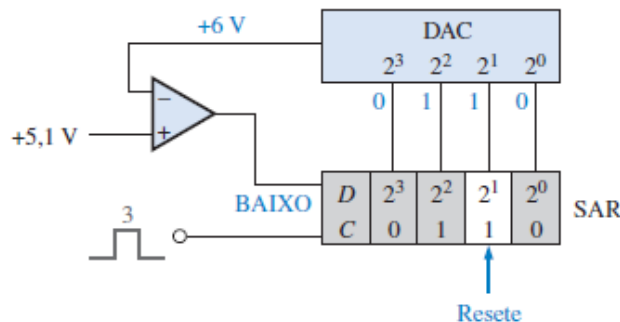 +6 V
DAC
2³ 2² 2¹ 2⁰
0 1 1 0
− 
+5,1 V +
BAIXO
D 2³ 2² 2¹ 2⁰
SAR
3
C 0 1 1 0
Resete